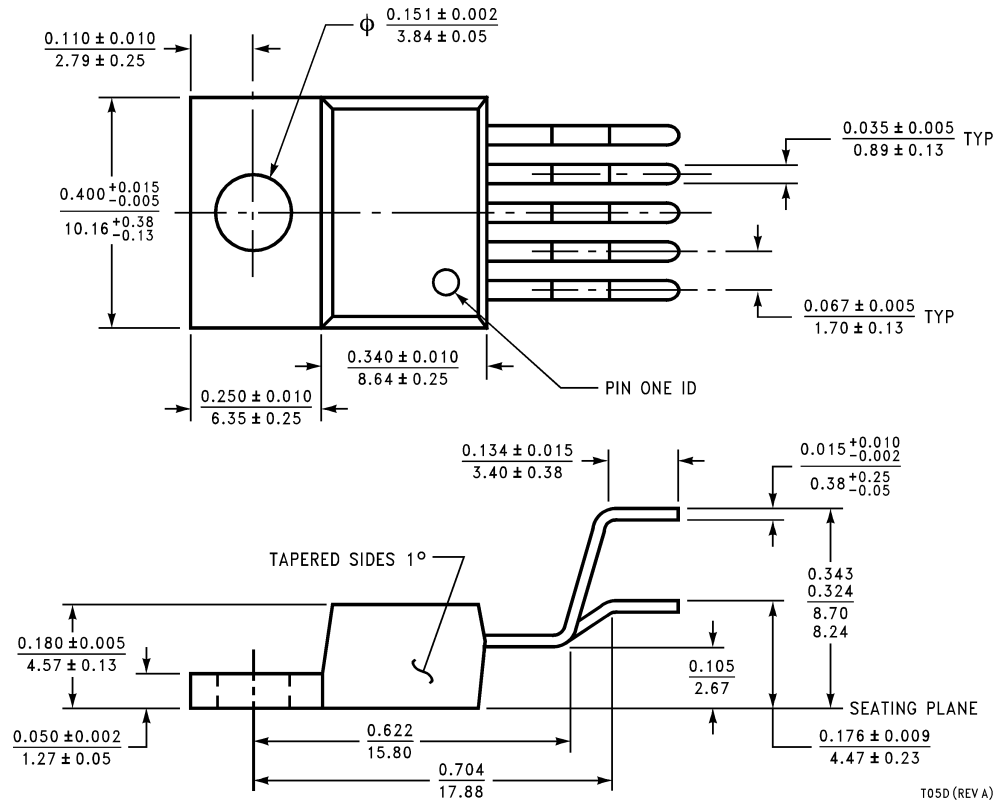 ϕ 0.151 ± 0.002
3.84 ± 0.05
0.110 ± 0.010
2.79 ± 0.25
0.035 ± 0.005 TYP
0.89 ± 0.13
0.400 +0.015 -0.005
10.16 +0.38 -0.13
0.067 ± 0.005 TYP
1.70 ± 0.13
0.340 ± 0.010
8.64 ± 0.25
PIN ONE ID
0.250 ± 0.010
6.35 ± 0.25
0.134 ± 0.015
3.40 ± 0.38
0.015 +0.010 -0.002
0.38 +0.25 -0.05
TAPERED SIDES 1°
0.343
0.324
8.70
8.24
0.180 ±0.005
4.57 ± 0.13
0.105
2.67
SEATING PLANE
0.050 ±0.002
1.27 ± 0.05
0.622
15.80
0.176 ±0.009
4.47 ± 0.23
0.704
17.88
T05D (REV A)